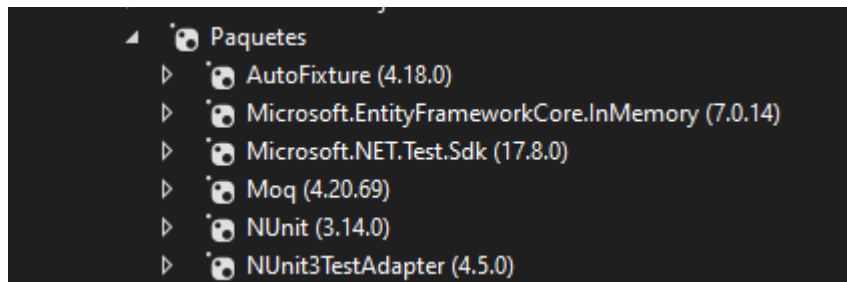 Paquetes
AutoFixture (4.18.0)
Microsoft.EntityFrameworkCore.InMemory (7.0.14)
Microsoft.NET.Test.Sdk (17.8.0)
Moq (4.20.69)
NUnit (3.14.0)
NUnit3TestAdapter (4.5.0)